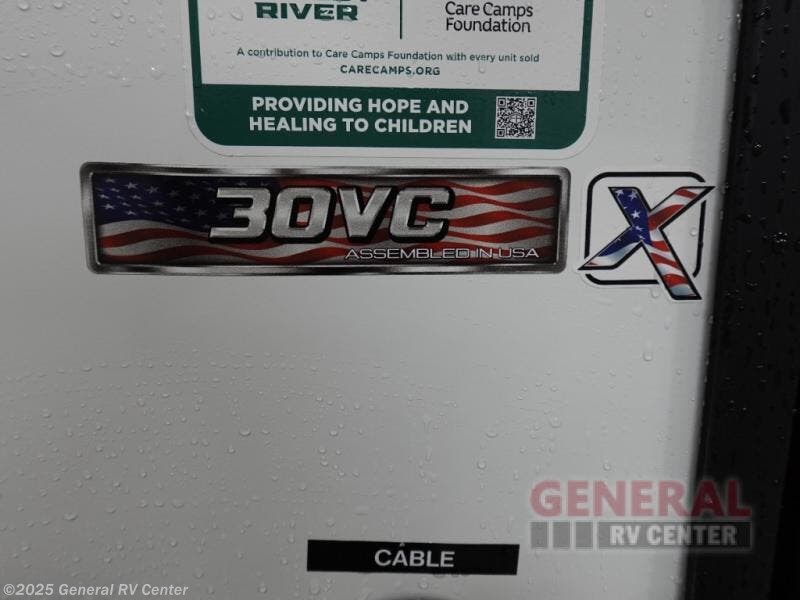 RIVER
Care Camps
Foundation
A contribution to Care Camps Foundation with every unit sold
CARECAMPS.ORG
PROVIDING HOPE AND
HEALING TO CHILDREN
30VC
ASSEMBLED IN USA
X
GENERAL
RV CENTER
CABLE
©2025 General RV Center